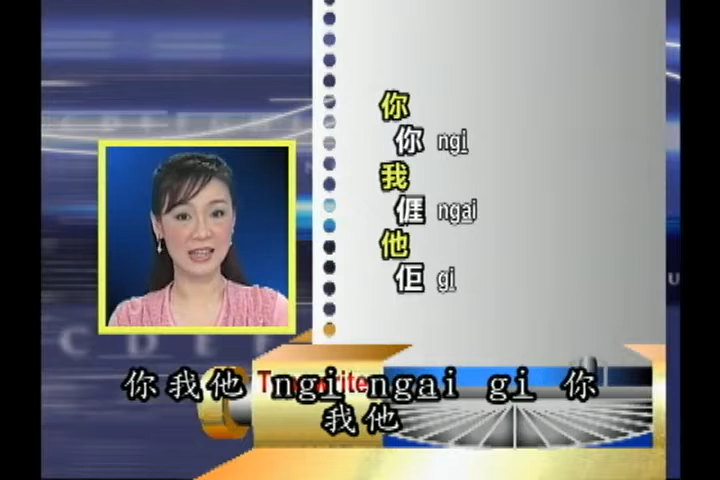 你
你 ngi
我
𠊎 ngai
他
佢 gi
你我他 ngi ngai gi 你
我他